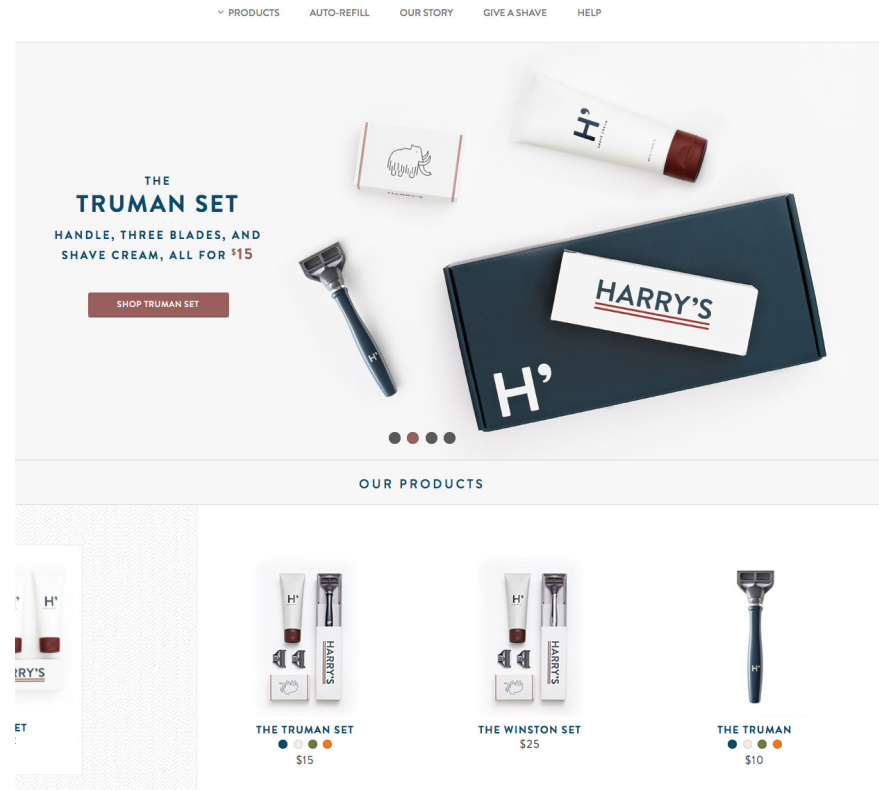 PRODUCTS
AUTO-REFILL
OUR STORY
GIVE A SHAVE
HELP
THE
TRUMAN SET
HANDLE, THREE BLADES, AND
SHAVE CREAM, ALL FOR $15
SHOP TRUMAN SET
H'
HARRY'S
H'
HARRY'S
H'
OUR PRODUCTS
H'
RRY'S
ET
H'
HARRY'S
THE TRUMAN SET
$15
H'
HARRY'S
THE WINSTON SET
$25
H'
THE TRUMAN
$10